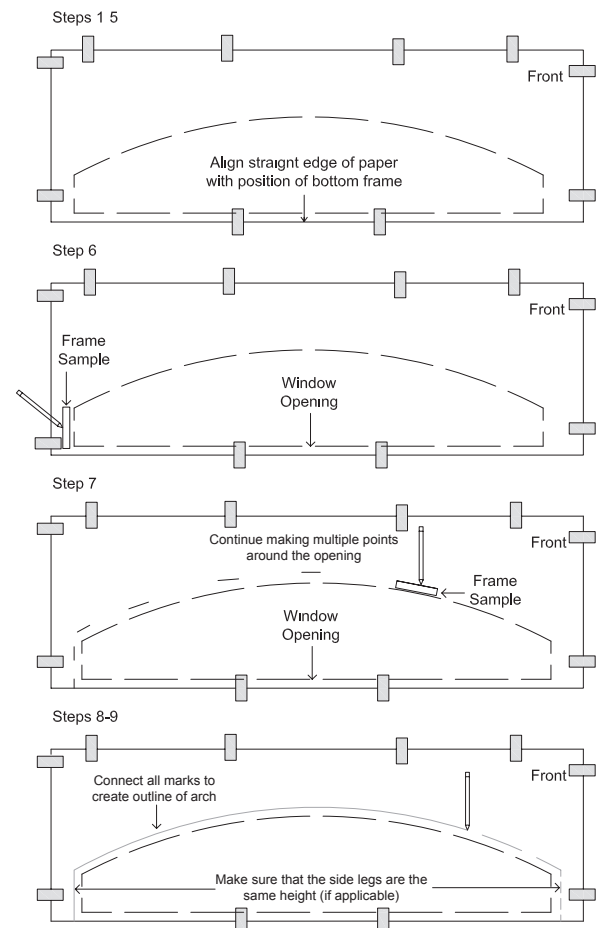 Steps 1 5
Front
Align straignt edge of paper
with position of bottom frame
Step 6
Front
Frame
Sample
Window
Opening
Step 7
Continue making multiple points
around the opening
Front
Frame
Sample
Window
Opening
Steps 8-9
Front
Connect all marks to
create outline of arch
Make sure that the side legs are the
same height (if applicable)